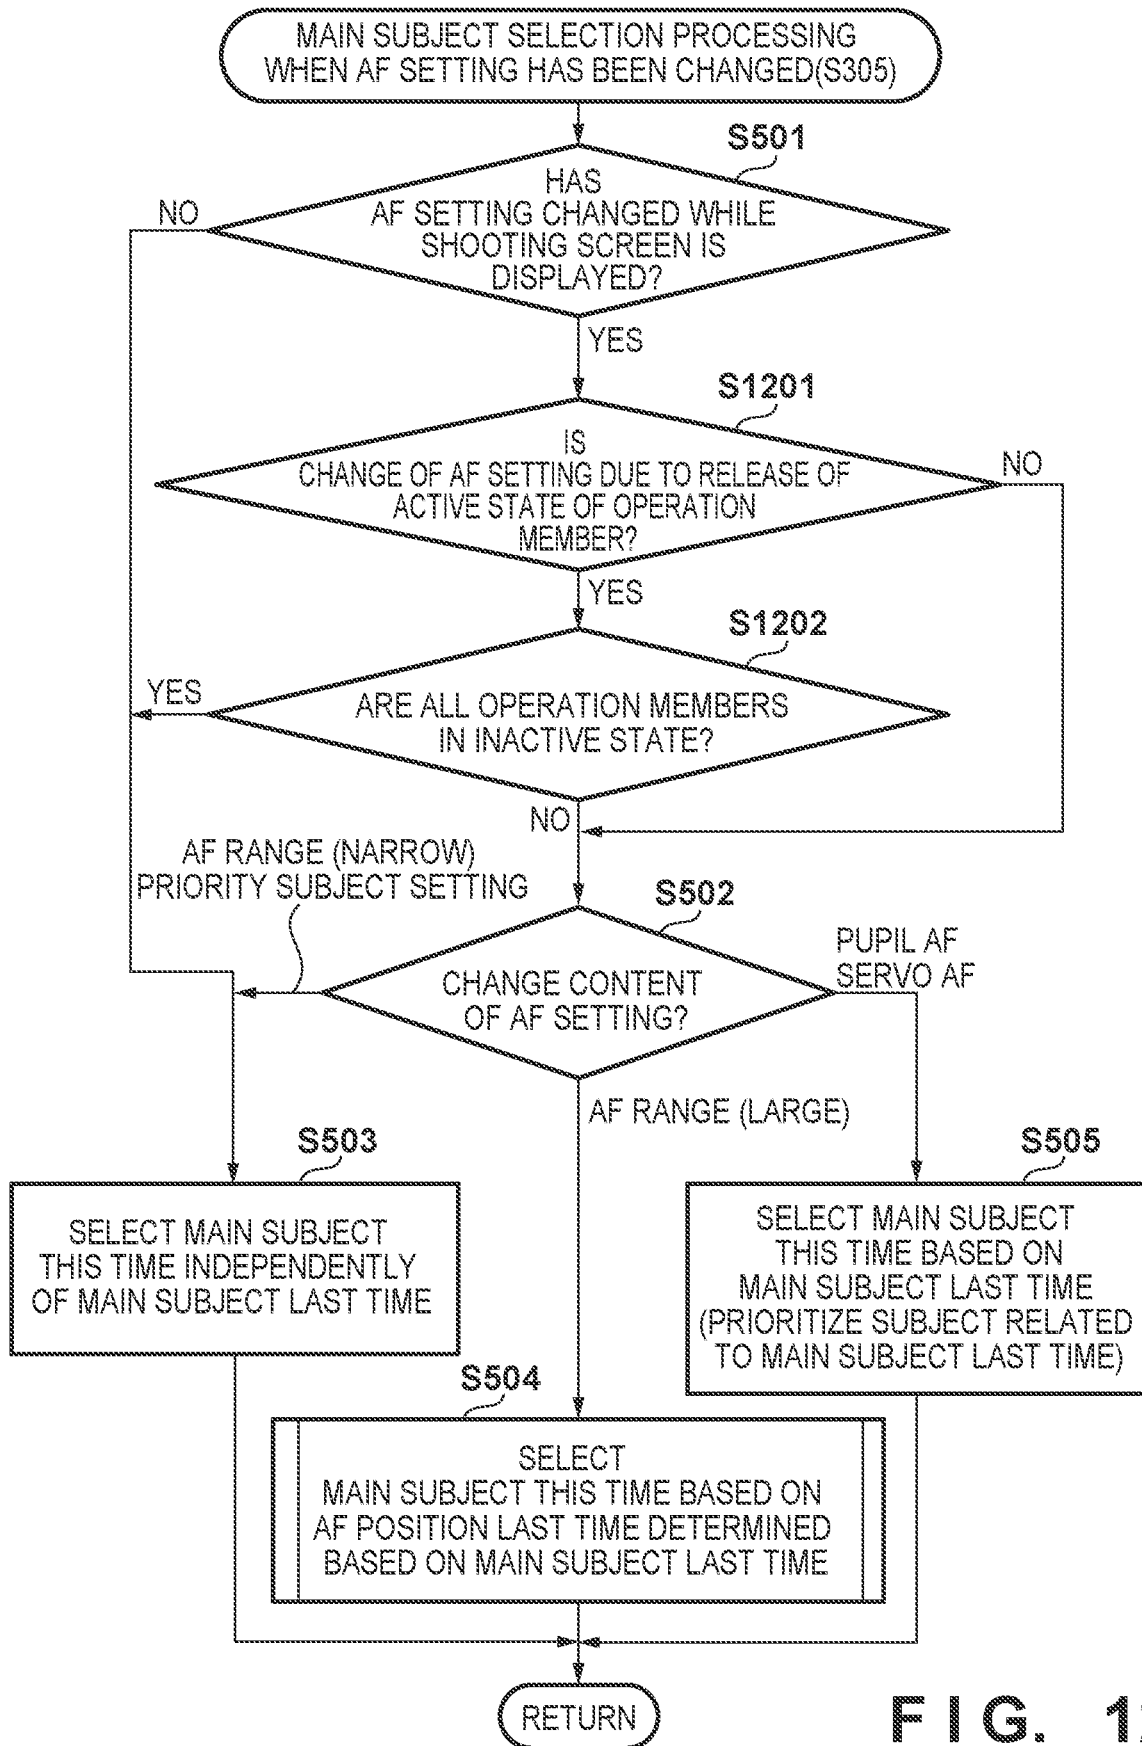 MAIN SUBJECT SELECTION PROCESSING
WHEN AF SETTING HAS BEEN CHANGED(S305)
S501
HAS
AF SETTING CHANGED WHILE
SHOOTING SCREEN IS
DISPLAYED?
NO
YES
S1201
IS
CHANGE OF AF SETTING DUE TO RELEASE OF
ACTIVE STATE OF OPERATION
MEMBER?
NO
YES
S1202
YES
ARE ALL OPERATION MEMBERS
IN INACTIVE STATE?
NO
AF RANGE (NARROW)
PRIORITY SUBJECT SETTING
S502
CHANGE CONTENT
OF AF SETTING?
PUPIL AF
SERVO AF
AF RANGE (LARGE)
S503
SELECT MAIN SUBJECT
THIS TIME INDEPENDENTLY
OF MAIN SUBJECT LAST TIME
S505
SELECT MAIN SUBJECT
THIS TIME BASED ON
MAIN SUBJECT LAST TIME
(PRIORITIZE SUBJECT RELATED
TO MAIN SUBJECT LAST TIME)
S504
SELECT
MAIN SUBJECT THIS TIME BASED ON
AF POSITION LAST TIME DETERMINED
BASED ON MAIN SUBJECT LAST TIME
RETURN
FIG.